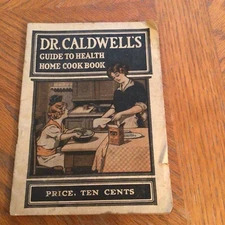 DR. CALDWELL'S
GUIDE TO HEALTH
HOME COOK BOOK
PRICE, TEN CENTS